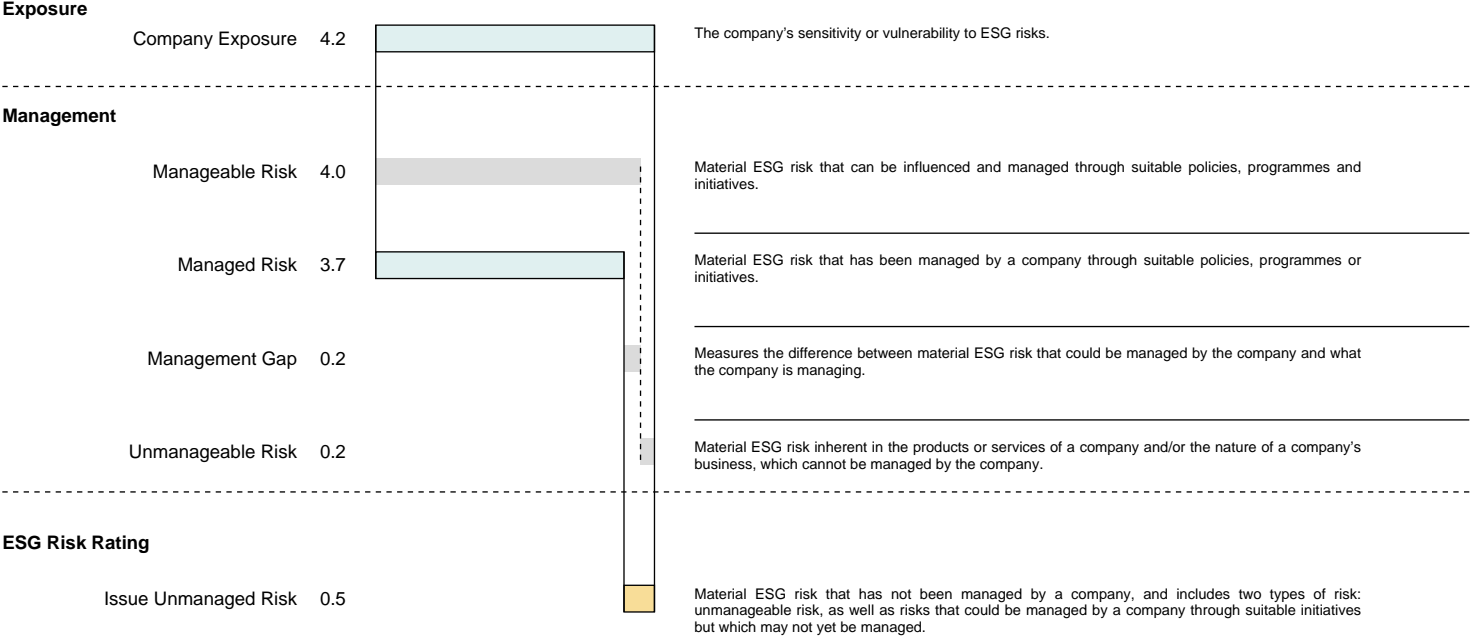 Exposure
Company Exposure 4.2
The company’s sensitivity or vulnerability to ESG risks.
Management
Manageable Risk 4.0
Material ESG risk that can be influenced and managed through suitable policies, programmes and
initiatives.
Managed Risk 3.7
Material ESG risk that has been managed by a company through suitable policies, programmes or
initiatives.
Management Gap 0.2
Measures the difference between material ESG risk that could be managed by the company and what
the company is managing.
Unmanageable Risk 0.2
Material ESG risk inherent in the products or services of a company and/or the nature of a company’s
business, which cannot be managed by the company.
ESG Risk Rating
Issue Unmanaged Risk 0.5
Material ESG risk that has not been managed by a company, and includes two types of risk:
unmanageable risk, as well as risks that could be managed by a company through suitable initiatives
but which may not yet be managed.